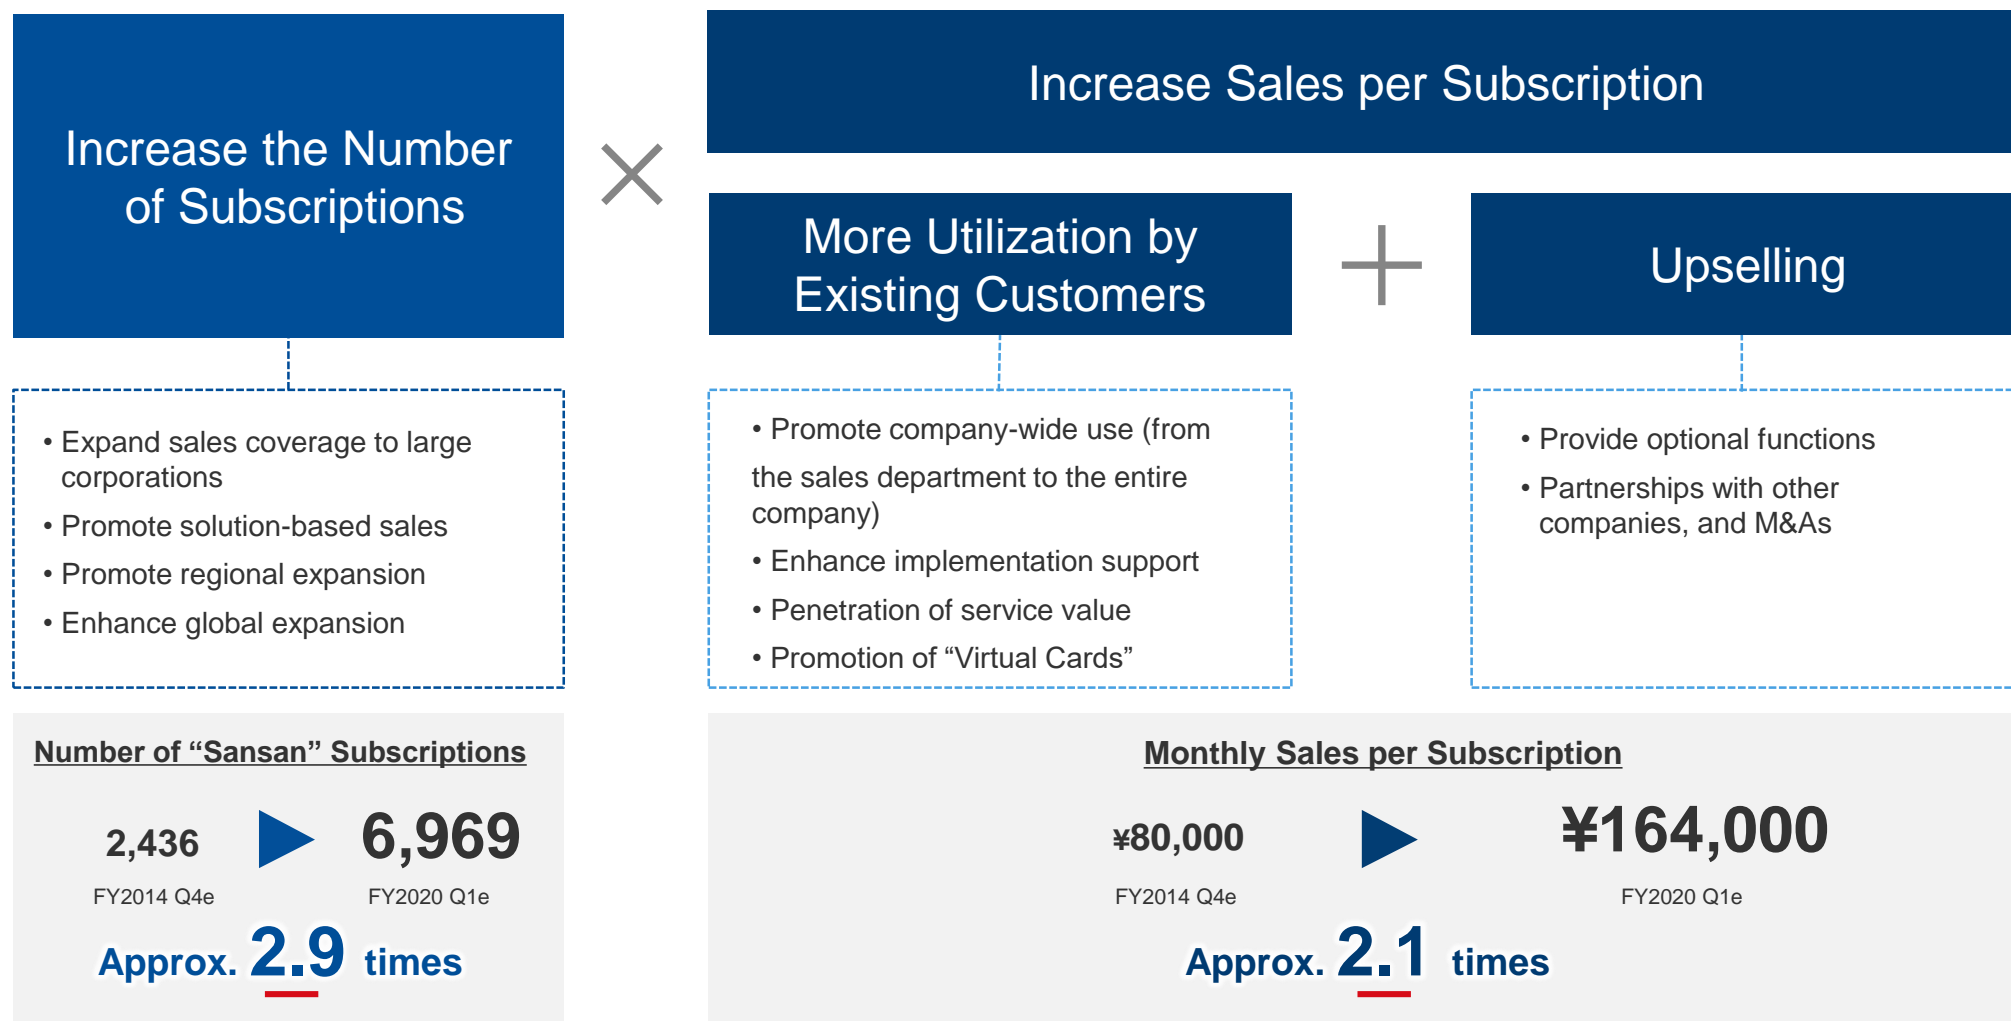 Increase the Number
of Subscriptions
Increase Sales per Subscription
More Utilization by
Existing Customers
Upselling
• Expand sales coverage to large
corporations
• Promote solution-based sales
• Promote regional expansion
• Enhance global expansion
• Promote company-wide use (from
the sales department to the entire
company)
• Enhance implementation support
• Penetration of service value
• Promotion of “Virtual Cards”
• Provide optional functions
• Partnerships with other
companies, and M&As
Number of “Sansan” Subscriptions
2,436
6,969
FY2014 Q4e
FY2020 Q1e
Approx. 2.9 times
Monthly Sales per Subscription
¥80,000
¥164,000
FY2014 Q4e
FY2020 Q1e
Approx. 2.1 times